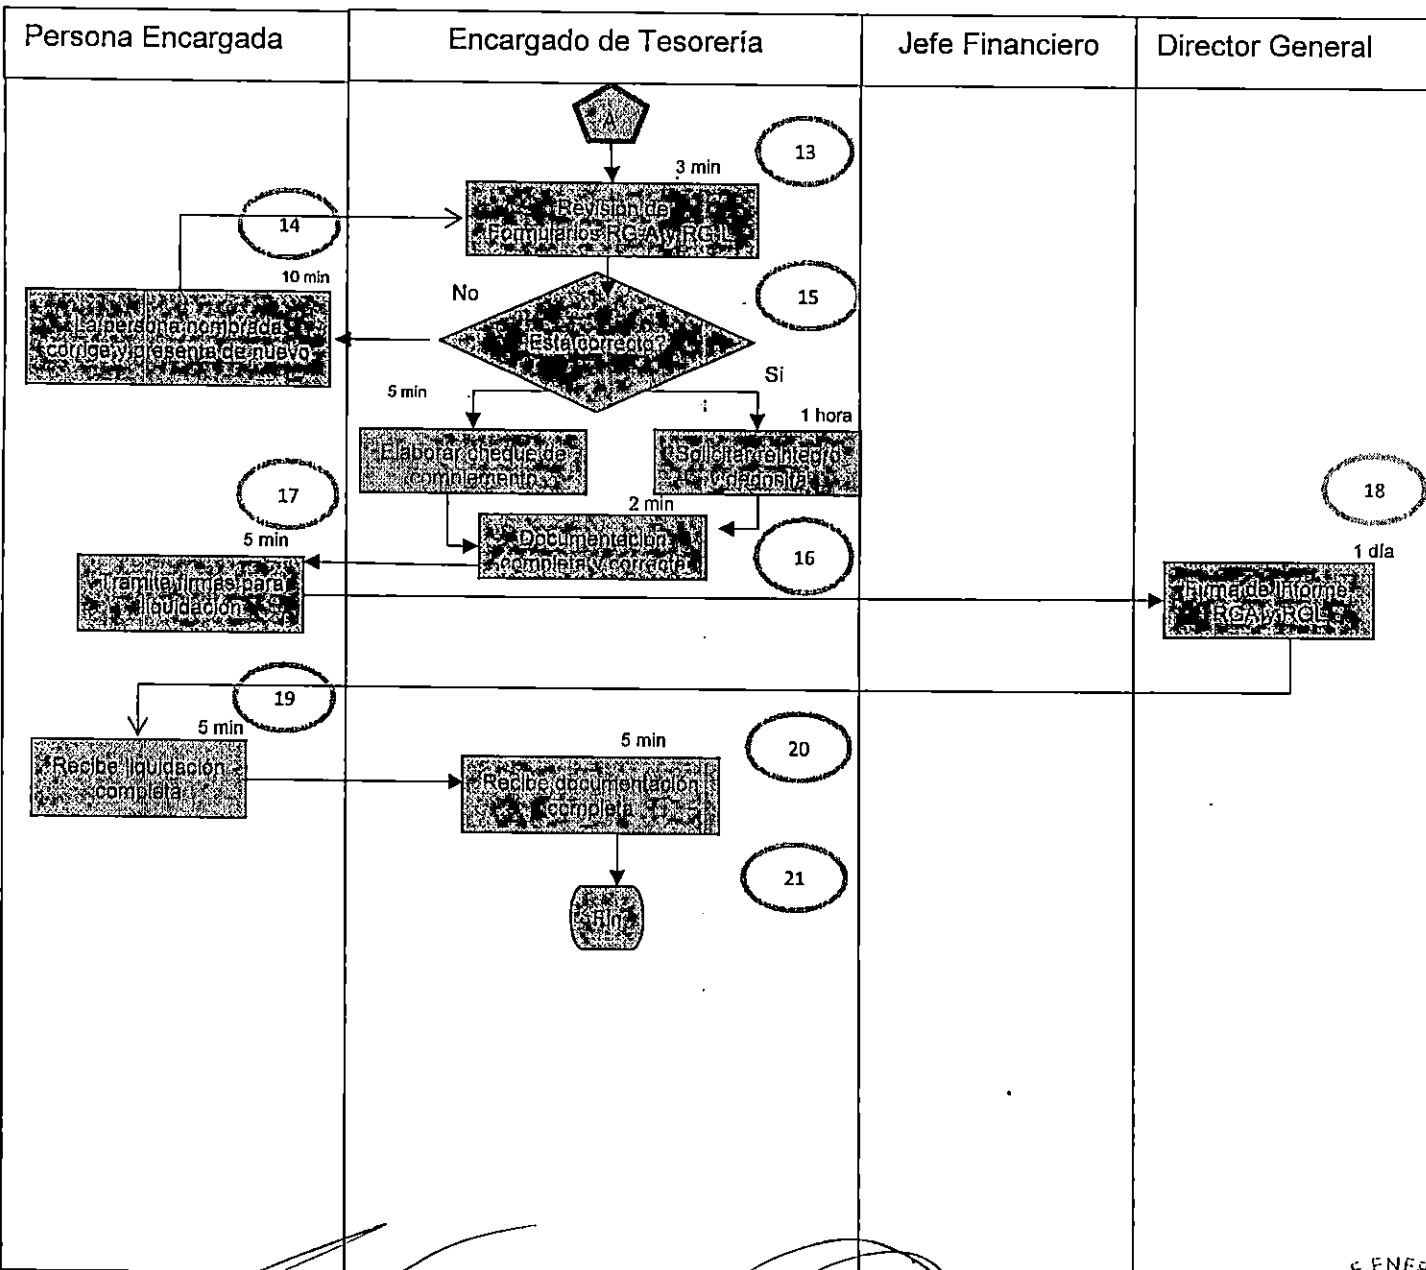 Persona Encargada
Encargado de Tesorería
Jefe Financiero
Director General
A
13
3 min
Revisión de
Formularios RG-A y RG-L
14
10 min
La persona nombrada
corrige y presenta de nuevo
No
15
Esta correcto?
Si
5 min
1 hora
Elaborar cheque de
complemento
Solicitar reintegro
y deposita
17
2 min
18
5 min
Documentación
completa y correcta
16
1 día
Tramita firmas para
liquidación
Firma de Informe
RGA y RGL
19
5 min
5 min
20
Recibe liquidación
completa
Recibe documentación
completa
21
Fin